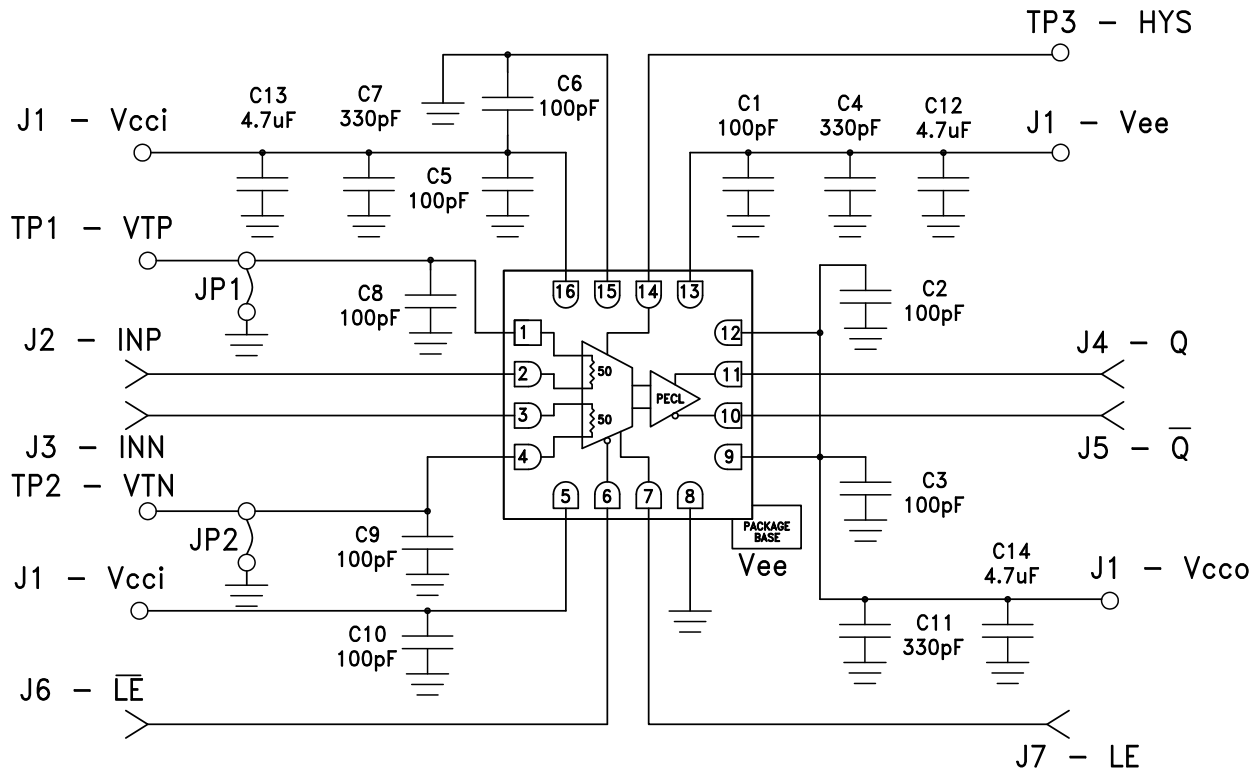 TP3 - HYS
C13
4.7uF
C7
330pF
C6
100pF
C1
100pF
C4
330pF
C12
4.7uF
J1 - Vcci
J1 - Vee
C5
100pF
TP1 - VTP
JP1
C8
100pF
16
15
14
13
C2
100pF
J2 - INP
1
12
J4 - Q
2
50
11
PECL
3
50
10
J3 - INN
J5 - Q̅
4
9
TP2 - VTN
C3
100pF
5
6
7
8
JP2
C9
100pF
PACKAGE
BASE
Vee
C14
4.7uF
J1 - Vcci
J1 - Vcco
C10
100pF
C11
330pF
J6 - L̅E̅
J7 - LE